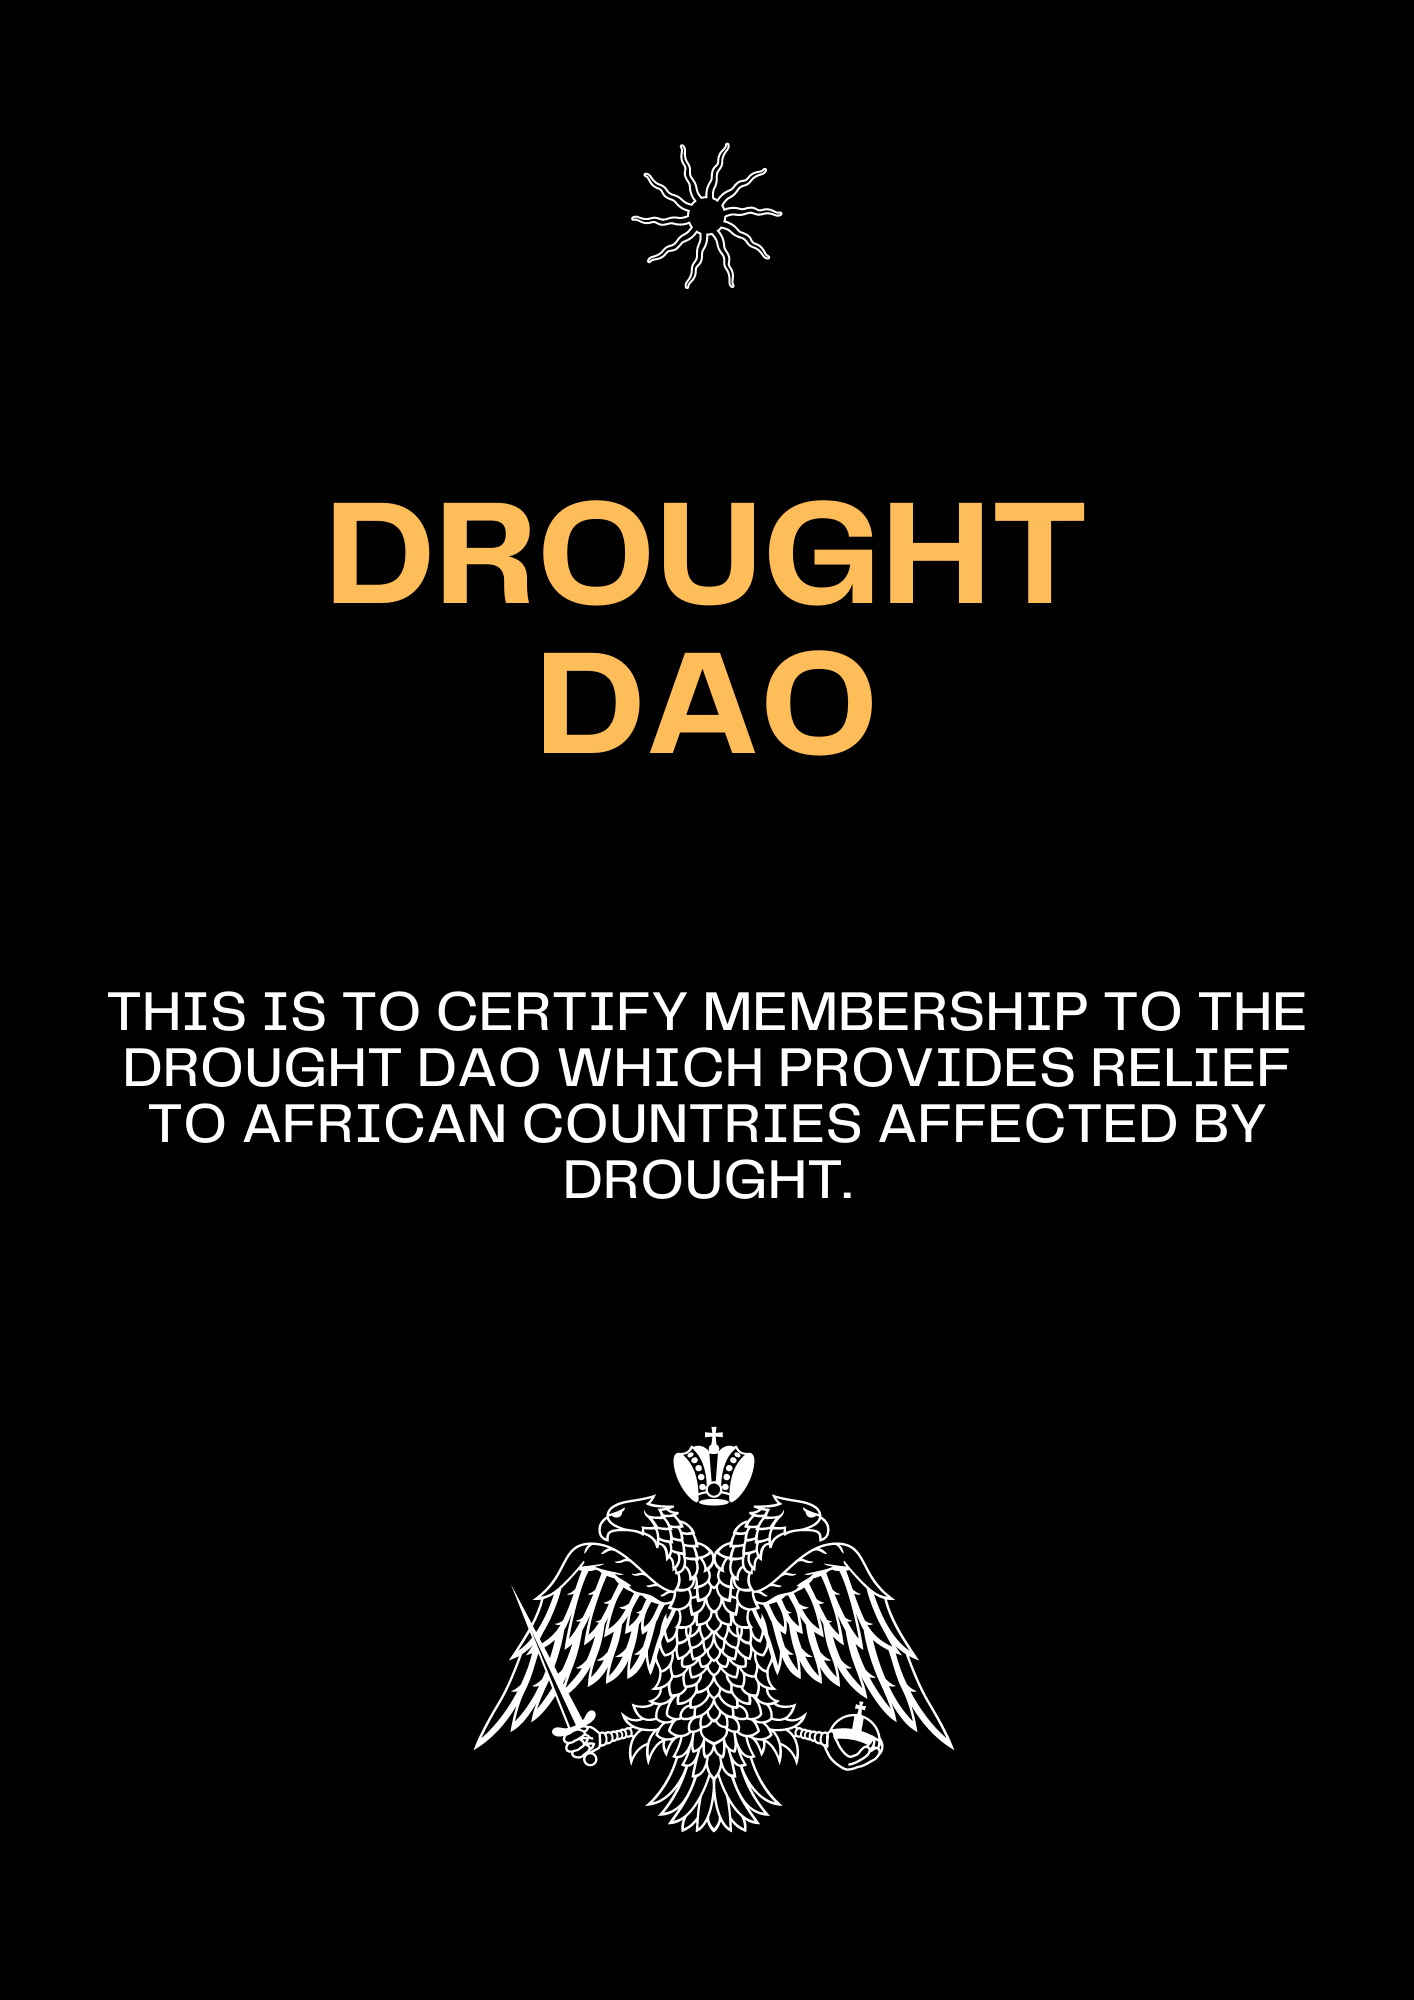 DROUGHT
DAO
THIS IS TO CERTIFY MEMBERSHIP TO THE
DROUGHT DAO WHICH PROVIDES RELIEF
TO AFRICAN COUNTRIES AFFECTED BY
DROUGHT.